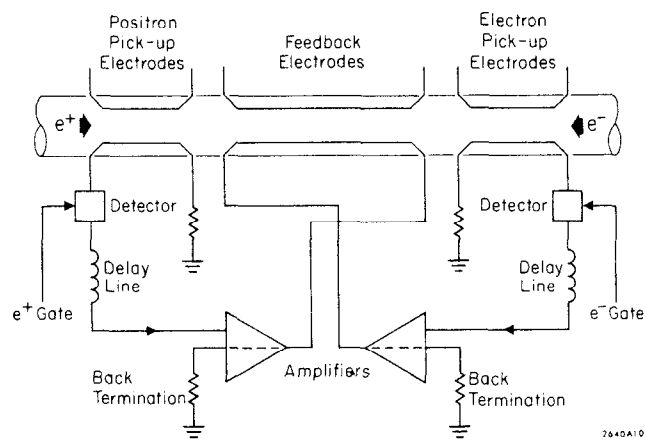 Positron
Pick-up
Electrodes
Feedback
Electrodes
Electron
Pick-up
Electrodes
e+
e−
Detector
Detector
Delay
Line
Delay
Line
e+ Gate
e− Gate
Amplifiers
Back
Termination
Back
Termination
2640A10